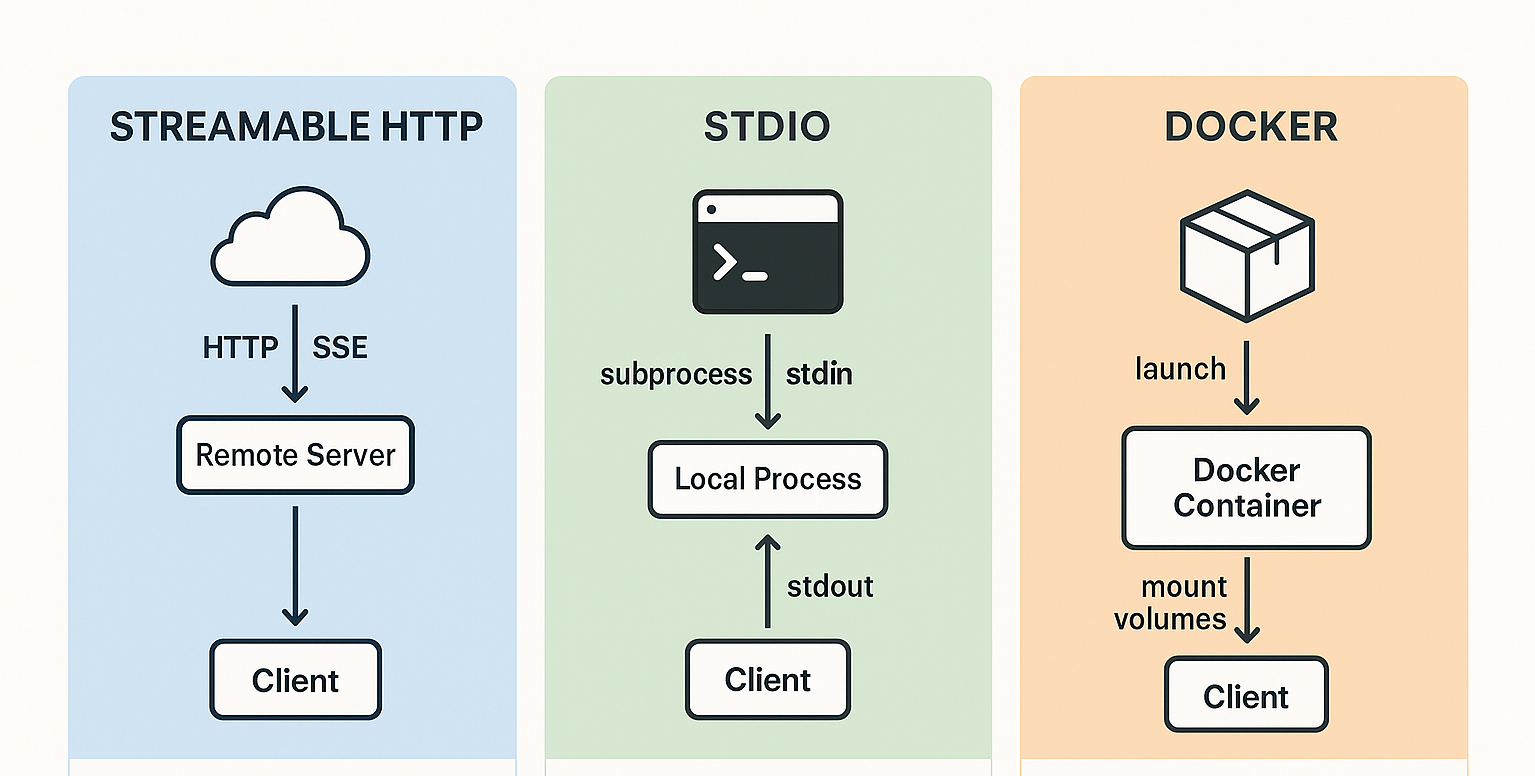 STREAMABLE HTTP
HTTP
SSE
Remote Server
Client
STDIO
subprocess
stdin
Local Process
stdout
Client
DOCKER
launch
Docker
Container
mount
volumes
Client